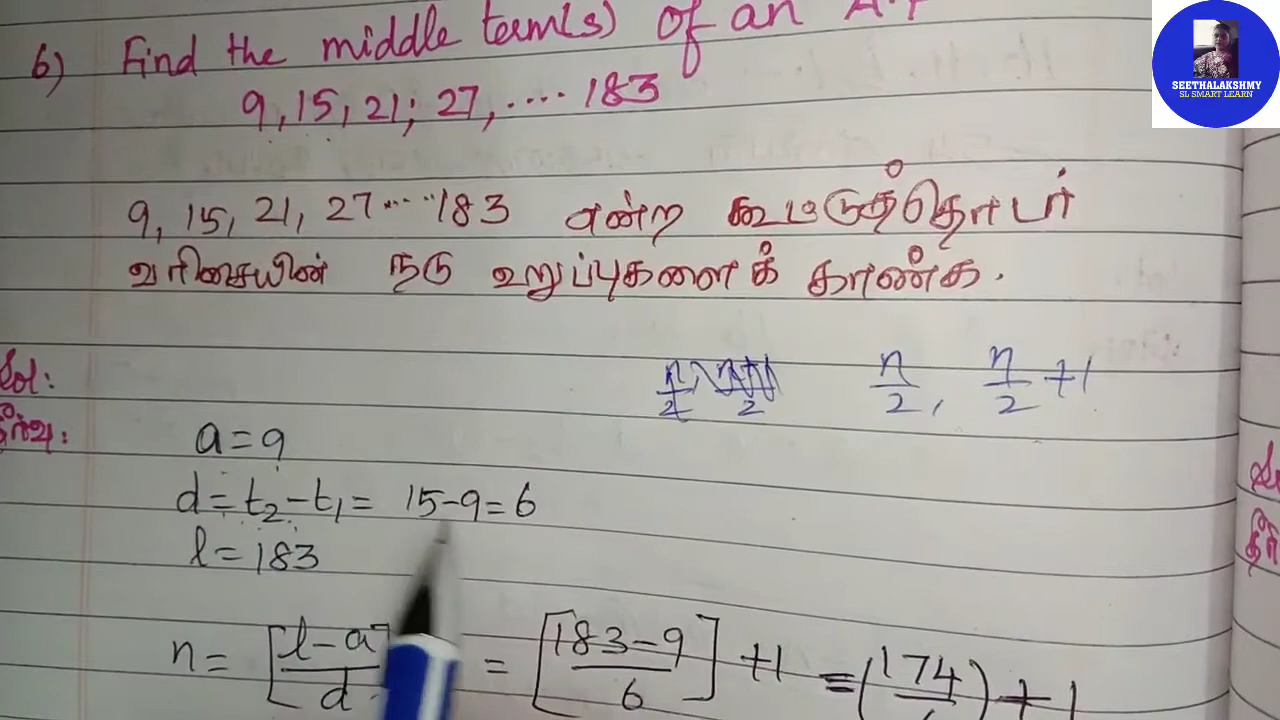 6) Find the middle term(s) of an A.P
9, 15, 21, 27, .... 183
SEETHALAKSHMY
SL SMART LEARN
9, 15, 21, 27 ..... 183 என்ற கூட்டுத்தொடர்
வரிசையின் நடு உறுப்புகளைக் காண்க.
n/2, n/2 +1
Sol:
தீர்வு:
a = 9
d = t₂ - t₁ = 15-9 = 6
l = 183
n = [l-a/d = [183-9/6] +1 = (174/6) + 1